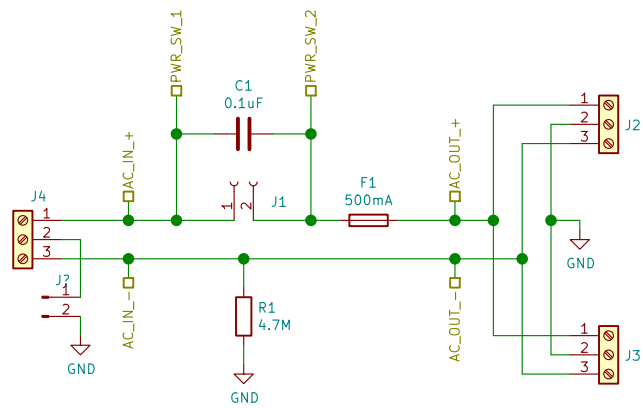 PWR_SW_1
PWR_SW_2
C1
0.1uF
1
2
3
J2
AC_IN_+
AC_OUT_+
J4
1
2
J1
F1
500mA
1
2
3
GND
J?
1
2
AC_IN_-
R1
4.7M
AC_OUT_-
1
2
3
J3
GND
GND